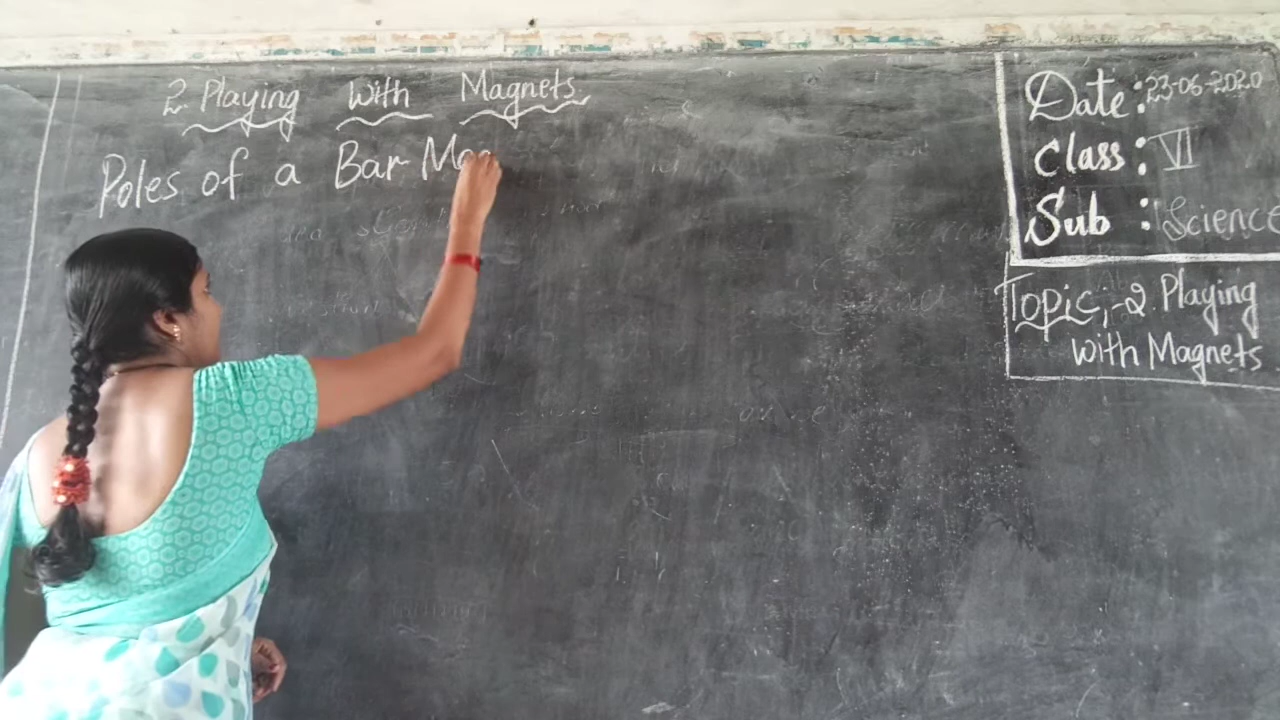 2. Playing With Magnets
Poles of a Bar Ma
Date : 23-06-2020
Class : VI
Sub : Science
Topic;-2. Playing
with Magnets